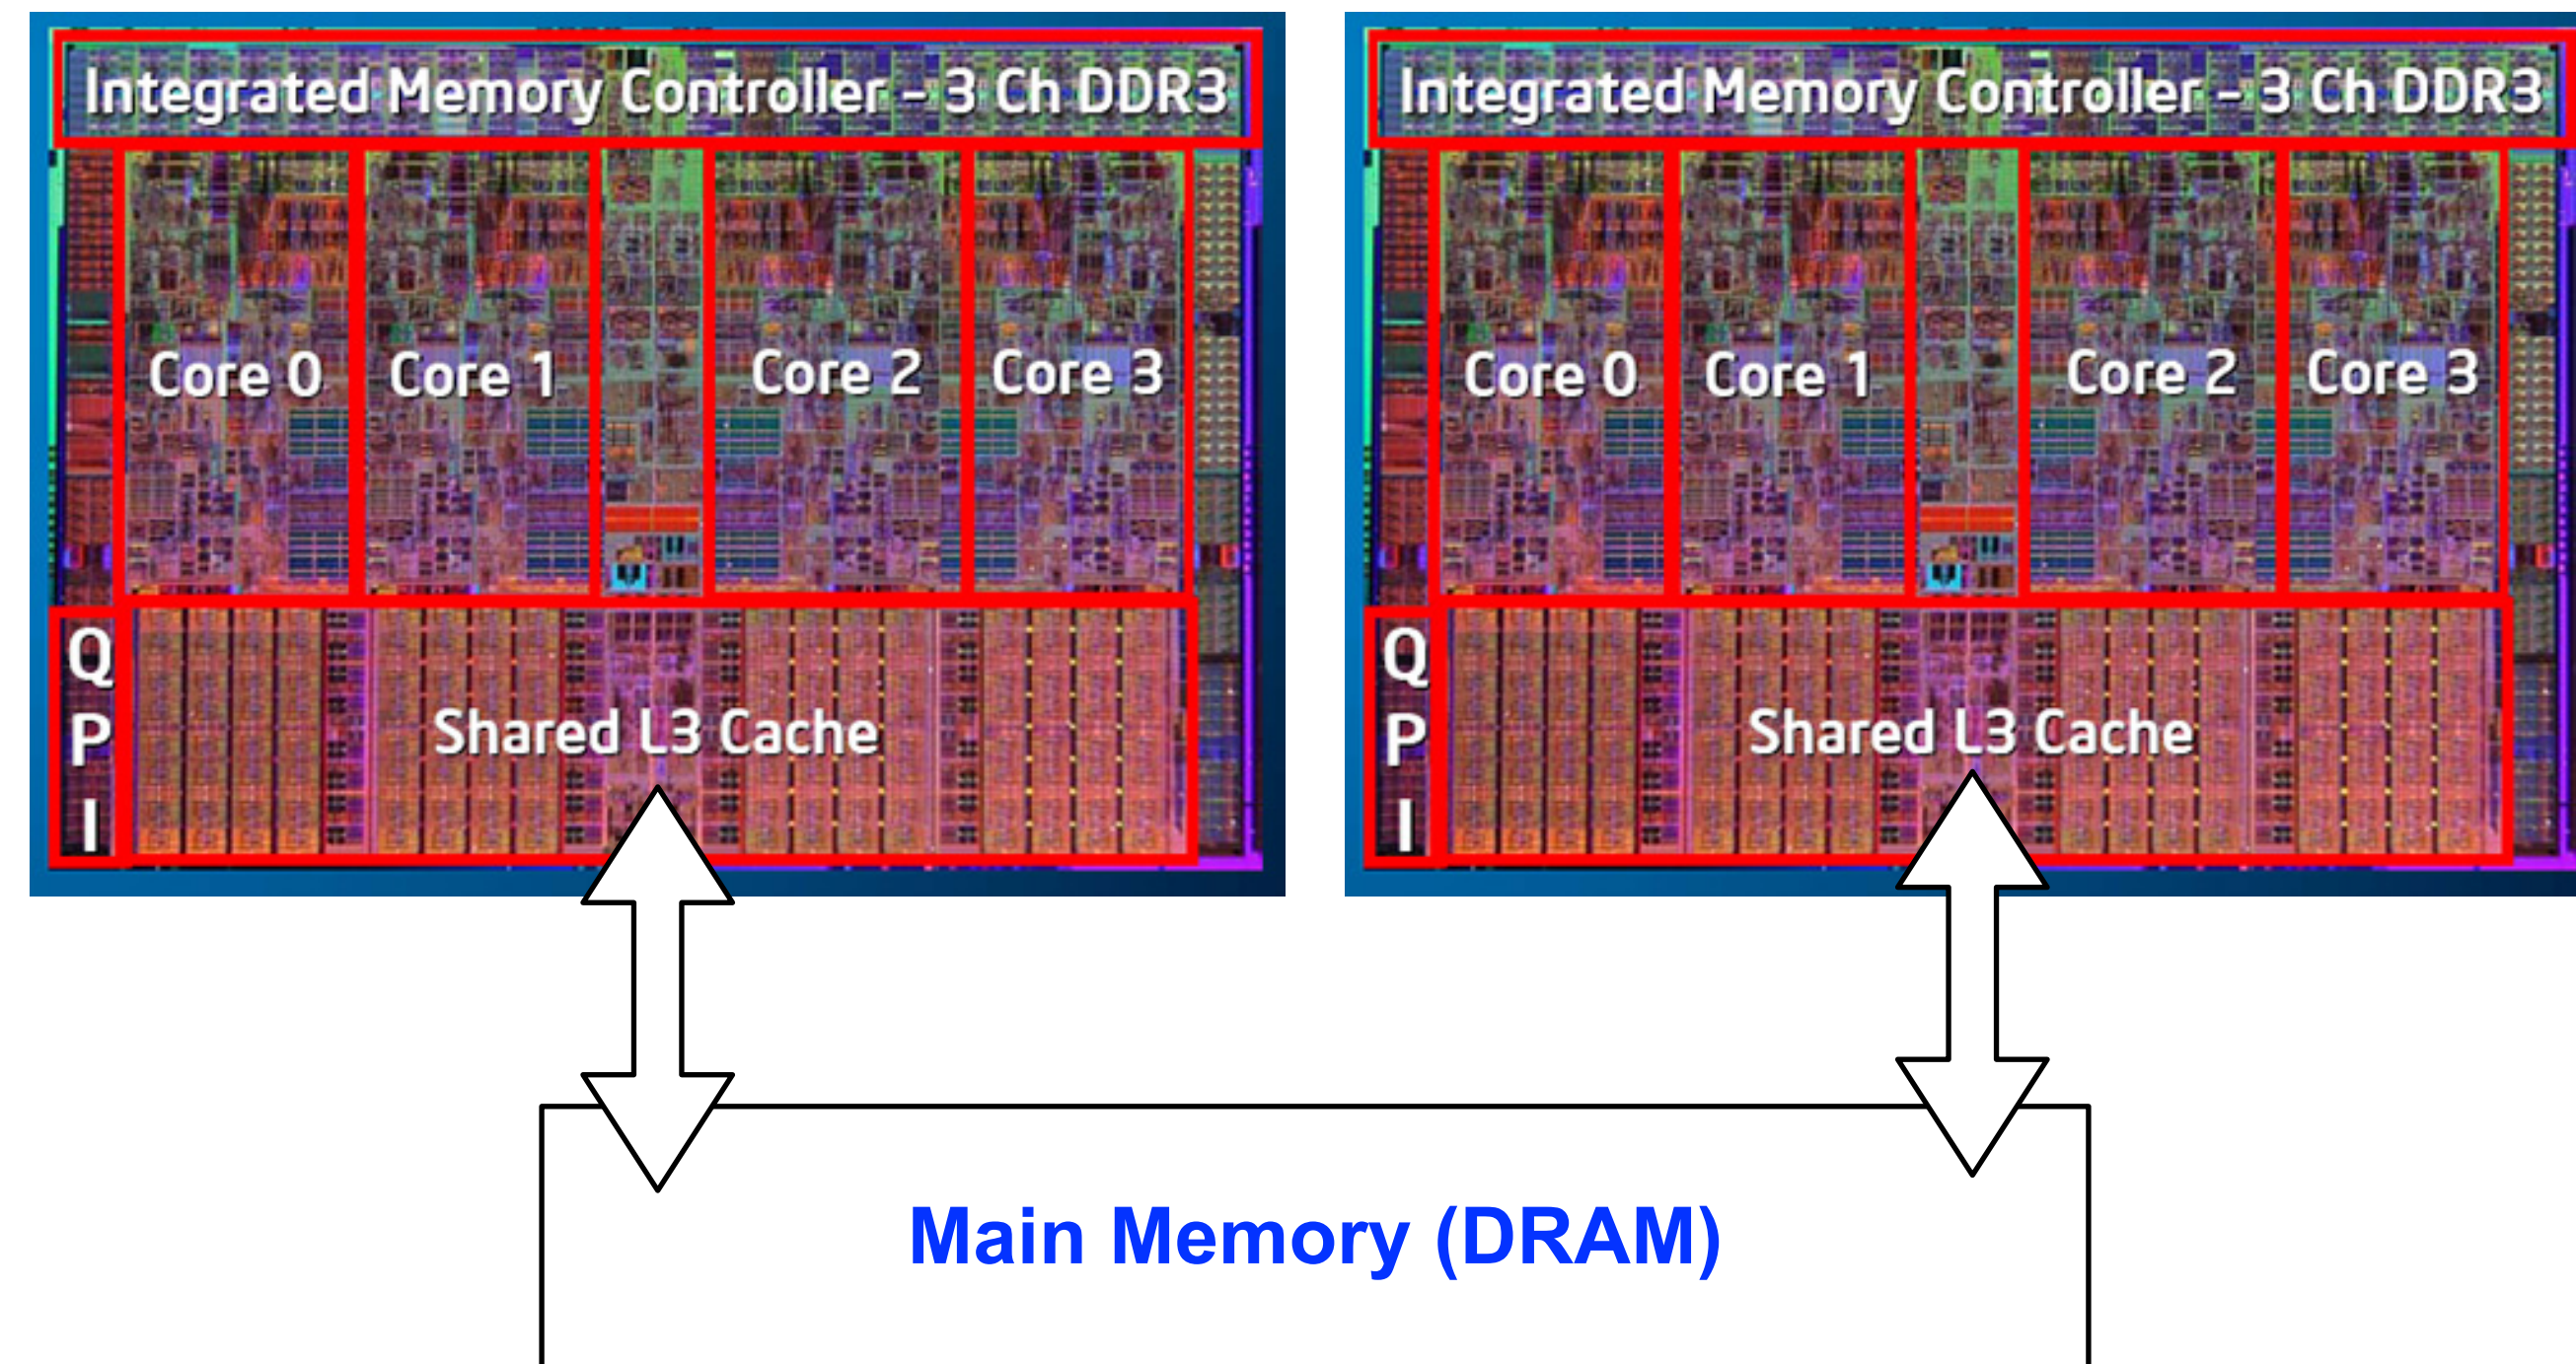 Integrated Memory Controller – 3 Ch DDR3
Core 0 Core 1 Core 2 Core 3
Q
P
I
Shared L3 Cache
Integrated Memory Controller – 3 Ch DDR3
Core 0 Core 1 Core 2 Core 3
Q
P
I
Shared L3 Cache
Main Memory (DRAM)